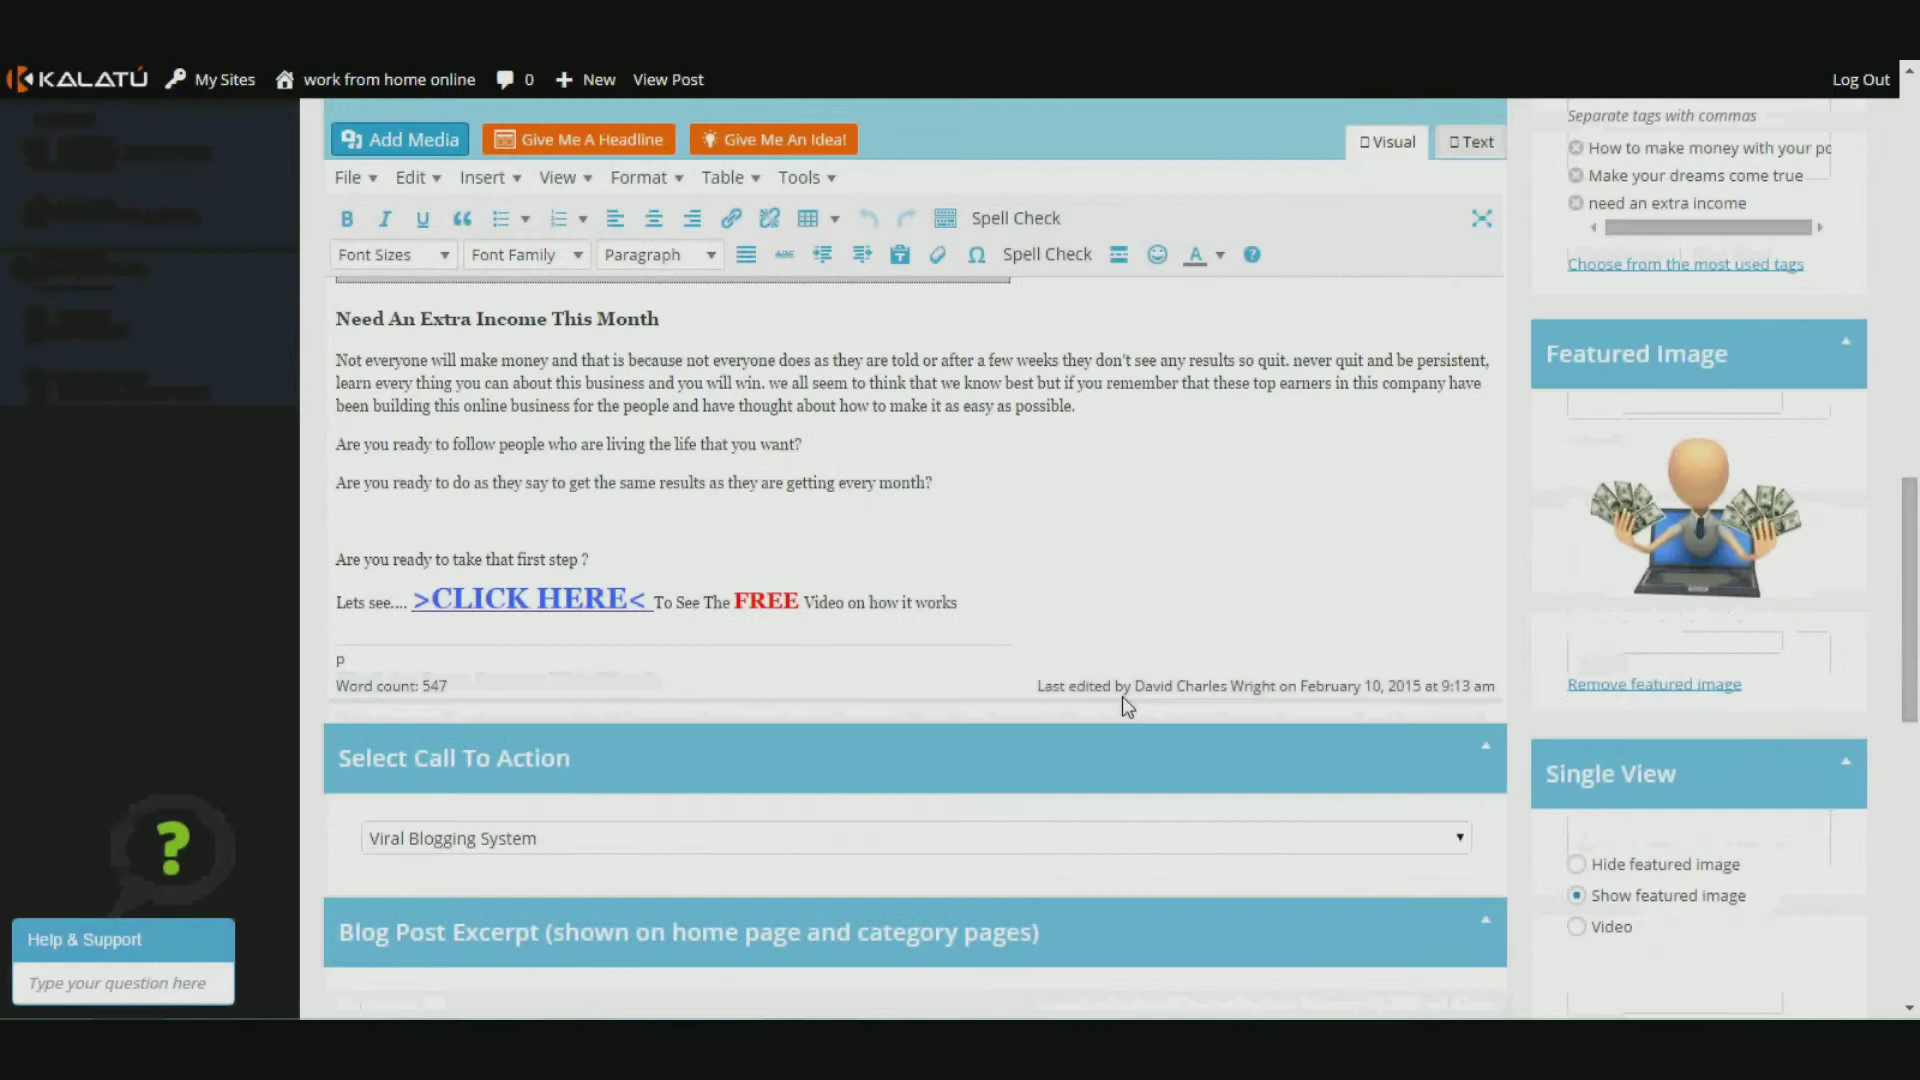 KALATÚ My Sites work from home online 0 New View Post Log Out
Add Media Give Me A Headline Give Me An Idea! Visual Text
File Edit Insert View Format Table Tools
Spell Check
Font Sizes Font Family Paragraph ABC Spell Check A
Need An Extra Income This Month
Not everyone will make money and that is because not everyone does as they are told or after a few weeks they don't see any results so quit. never quit and be persistent,
learn every thing you can about this business and you will win. we all seem to think that we know best but if you remember that these top earners in this company have
been building this online business for the people and have thought about how to make it as easy as possible.
Are you ready to follow people who are living the life that you want?
Are you ready to do as they say to get the same results as they are getting every month?
Are you ready to take that first step ?
Lets see.... >CLICK HERE< To See The FREE Video on how it works
p
Word count: 547 Last edited by David Charles Wright on February 10, 2015 at 9:13 am
Select Call To Action
Viral Blogging System
Blog Post Excerpt (shown on home page and category pages)
Separate tags with commas
How to make money with your po
Make your dreams come true
need an extra income
Choose from the most used tags
Featured Image
Remove featured image
Single View
Hide featured image
Show featured image
Video
Help & Support
Type your question here